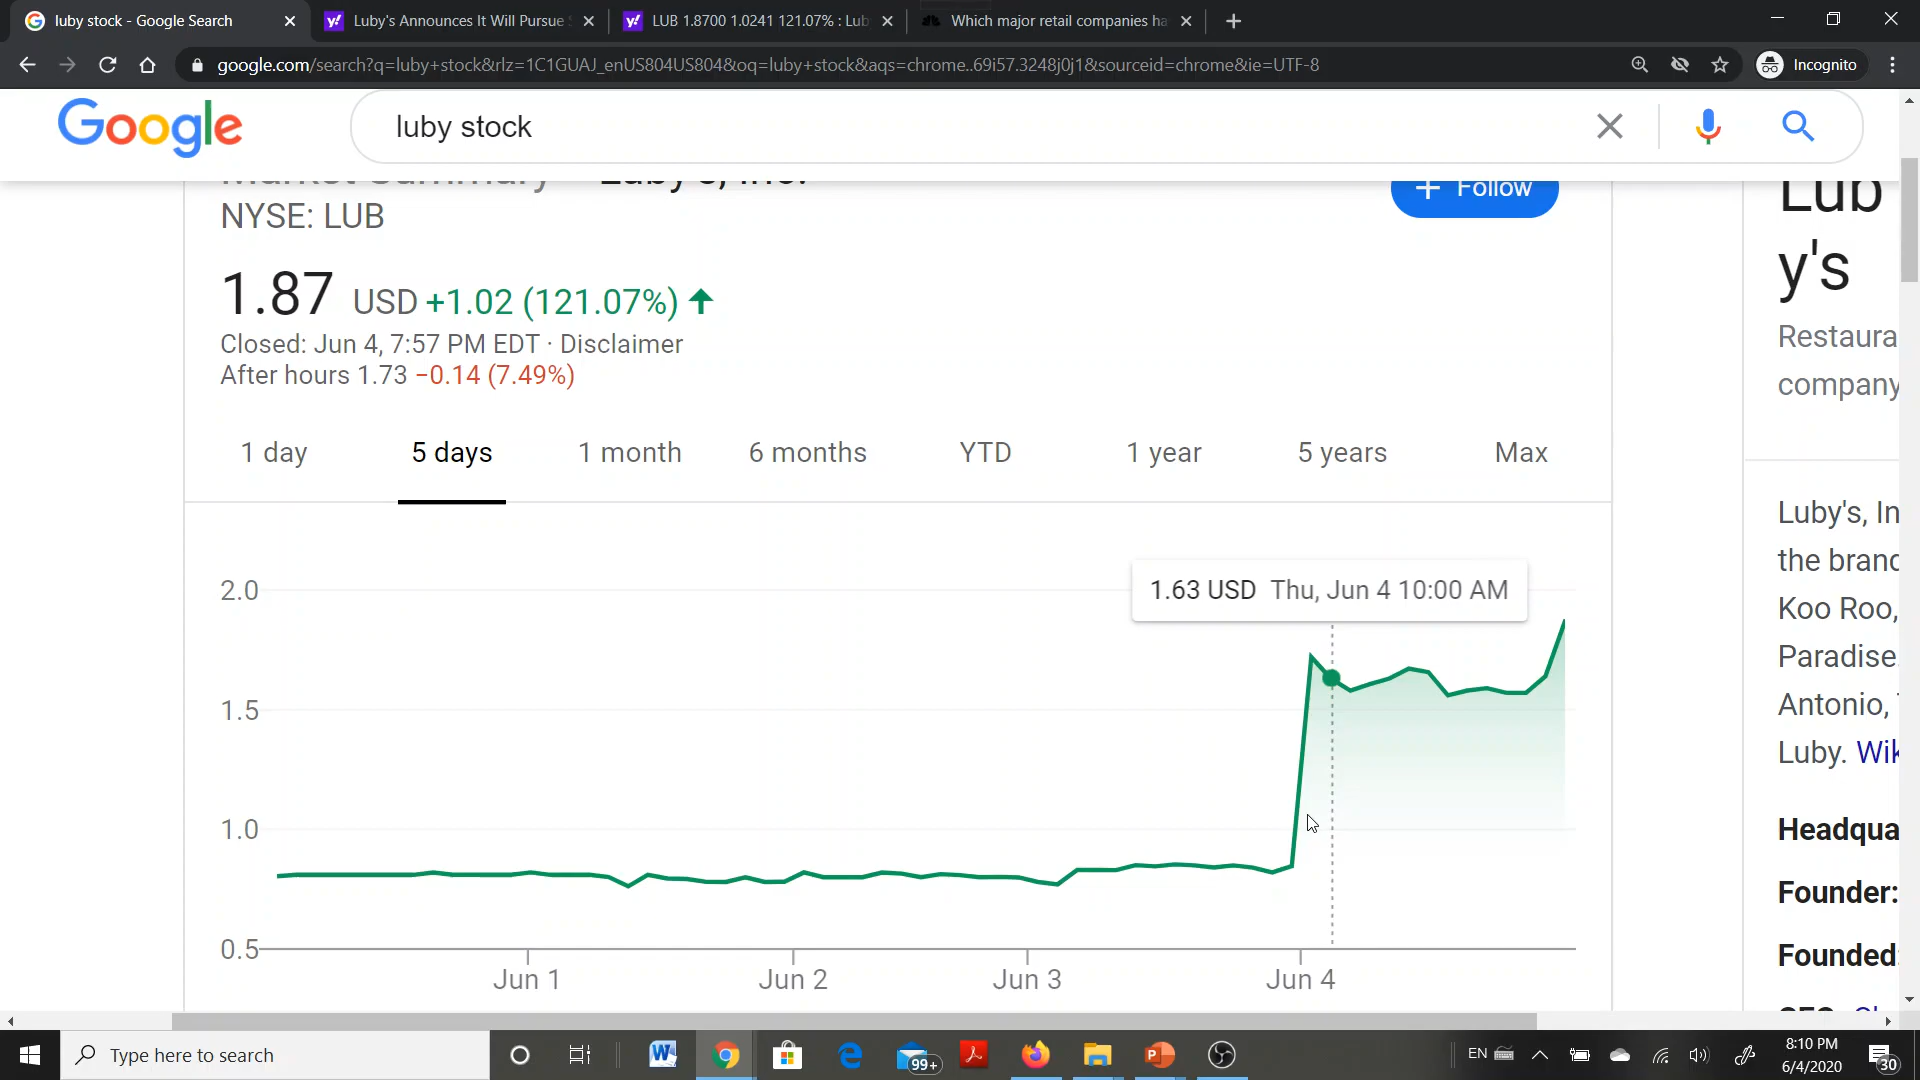 luby stock - Google Search
Luby's Announces It Will Pursue
LUB 1.8700 1.0241 121.07% : Lub
Which major retail companies ha
google.com/search?q=luby+stock&rlz=1C1GUAJ_enUS804US804&oq=luby+stock&aqs=chrome..69i57.3248j0j1&sourceid=chrome&ie=UTF-8
Incognito
Google
luby stock
Market Summary
Luby's, Inc.
NYSE: LUB
+ Follow
1.87 USD +1.02 (121.07%)
Closed: Jun 4, 7:57 PM EDT · Disclaimer
After hours 1.73 −0.14 (7.49%)
1 day 5 days 1 month 6 months YTD 1 year 5 years Max
1.63 USD Thu, Jun 4 10:00 AM
2.0
1.5
1.0
0.5
Jun 1 Jun 2 Jun 3 Jun 4
Lub
y's
Restaura
company
Luby's, In
the branc
Koo Roo,
Paradise
Antonio,
Luby. Wik
Headqua
Founder:
Founded:
Type here to search
99+
EN
8:10 PM
6/4/2020
30